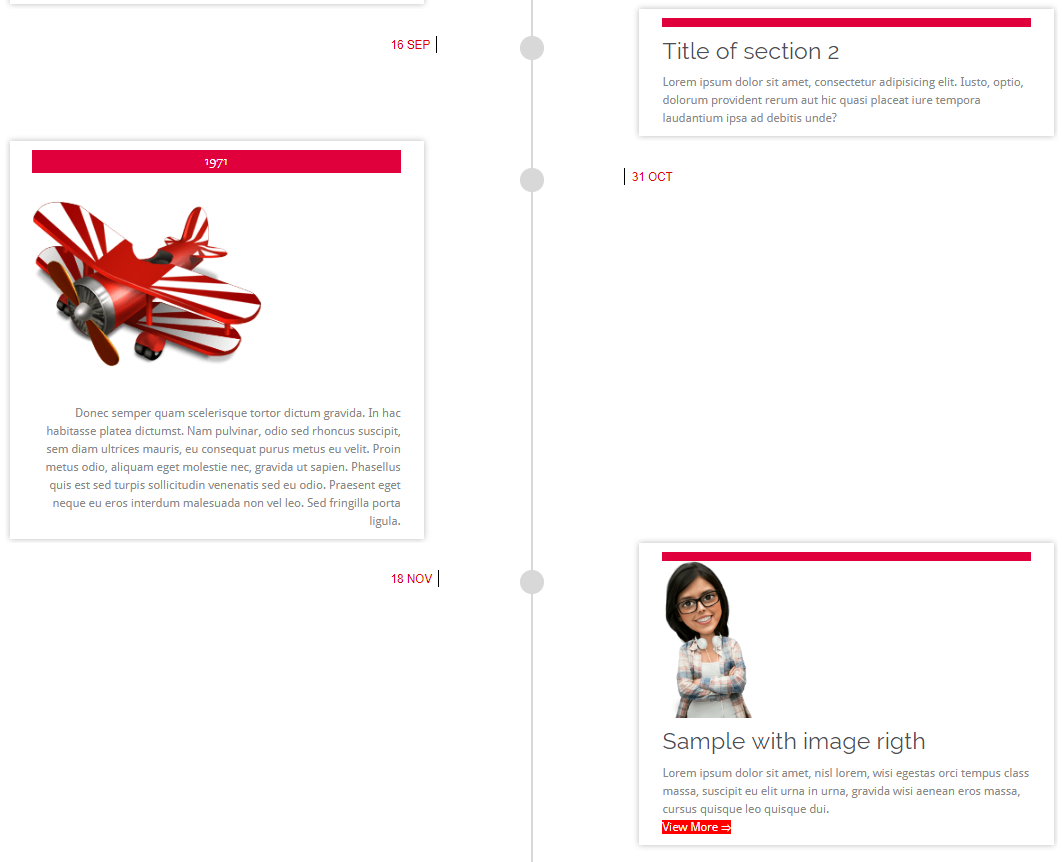 16 SEP
Title of section 2
Lorem ipsum dolor sit amet, consectetur adipisicing elit. Iusto, optio,
dolorum provident rerum aut hic quasi placeat iure tempora
laudantium ipsa ad debitis unde?
31 OCT
1971
Donec semper quam scelerisque tortor dictum gravida. In hac
habitasse platea dictumst. Nam pulvinar, odio sed rhoncus suscipit,
sem diam ultrices mauris, eu consequat purus metus eu velit. Proin
metus odio, aliquam eget molestie nec, gravida ut sapien. Phasellus
quis est sed turpis sollicitudin venenatis sed eu odio. Praesent eget
neque eu eros interdum malesuada non vel leo. Sed fringilla porta
ligula.
18 NOV
Sample with image rigth
Lorem ipsum dolor sit amet, nisl lorem, wisi egestas orci tempus class
massa, suscipit eu elit urna in urna, gravida wisi aenean eros massa,
cursus quisque leo quisque dui.
View More ⇒